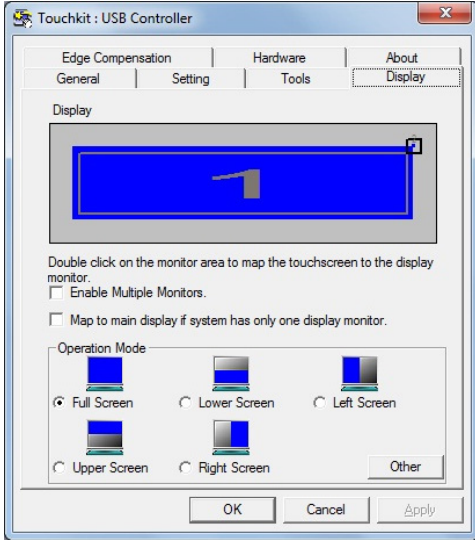 Touchkit : USB Controller
Edge Compensation Hardware About
General Setting Tools Display
Display
1
Double click on the monitor area to map the touchscreen to the display
monitor.
Enable Multiple Monitors.
Map to main display if system has only one display monitor.
Operation Mode
Full Screen Lower Screen Left Screen
Upper Screen Right Screen Other
OK Cancel Apply